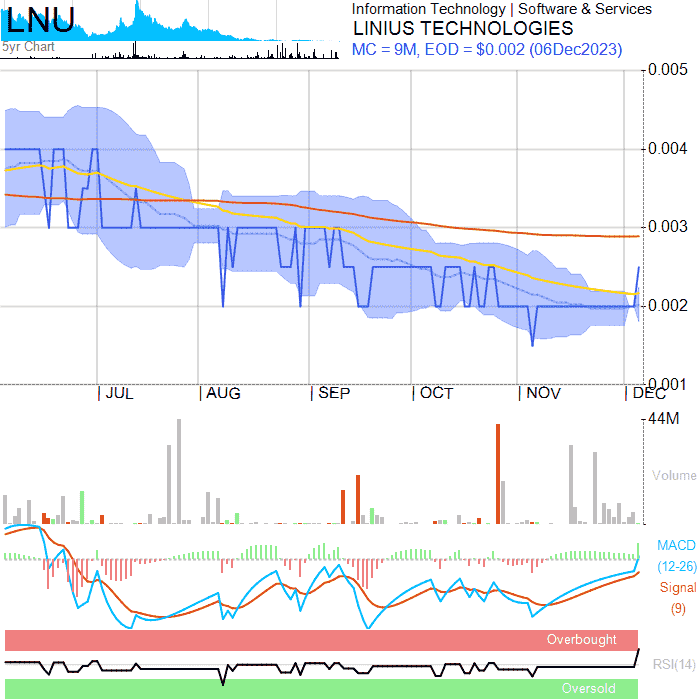 LNU
5yr Chart
Information Technology | Software & Services
LINIUS TECHNOLOGIES
MC = 9M, EOD = $0.002 (06Dec2023)
0.005
0.004
0.003
0.002
0.001
JUL AUG SEP OCT NOV DEC
44M
Volume
MACD
(12-26)
Signal
(9)
Overbought
RSI(14)
Oversold